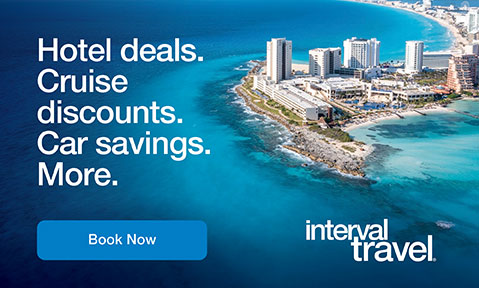 Hotel deals.
Cruise
discounts.
Car savings.
More.
Book Now
interval
travel®